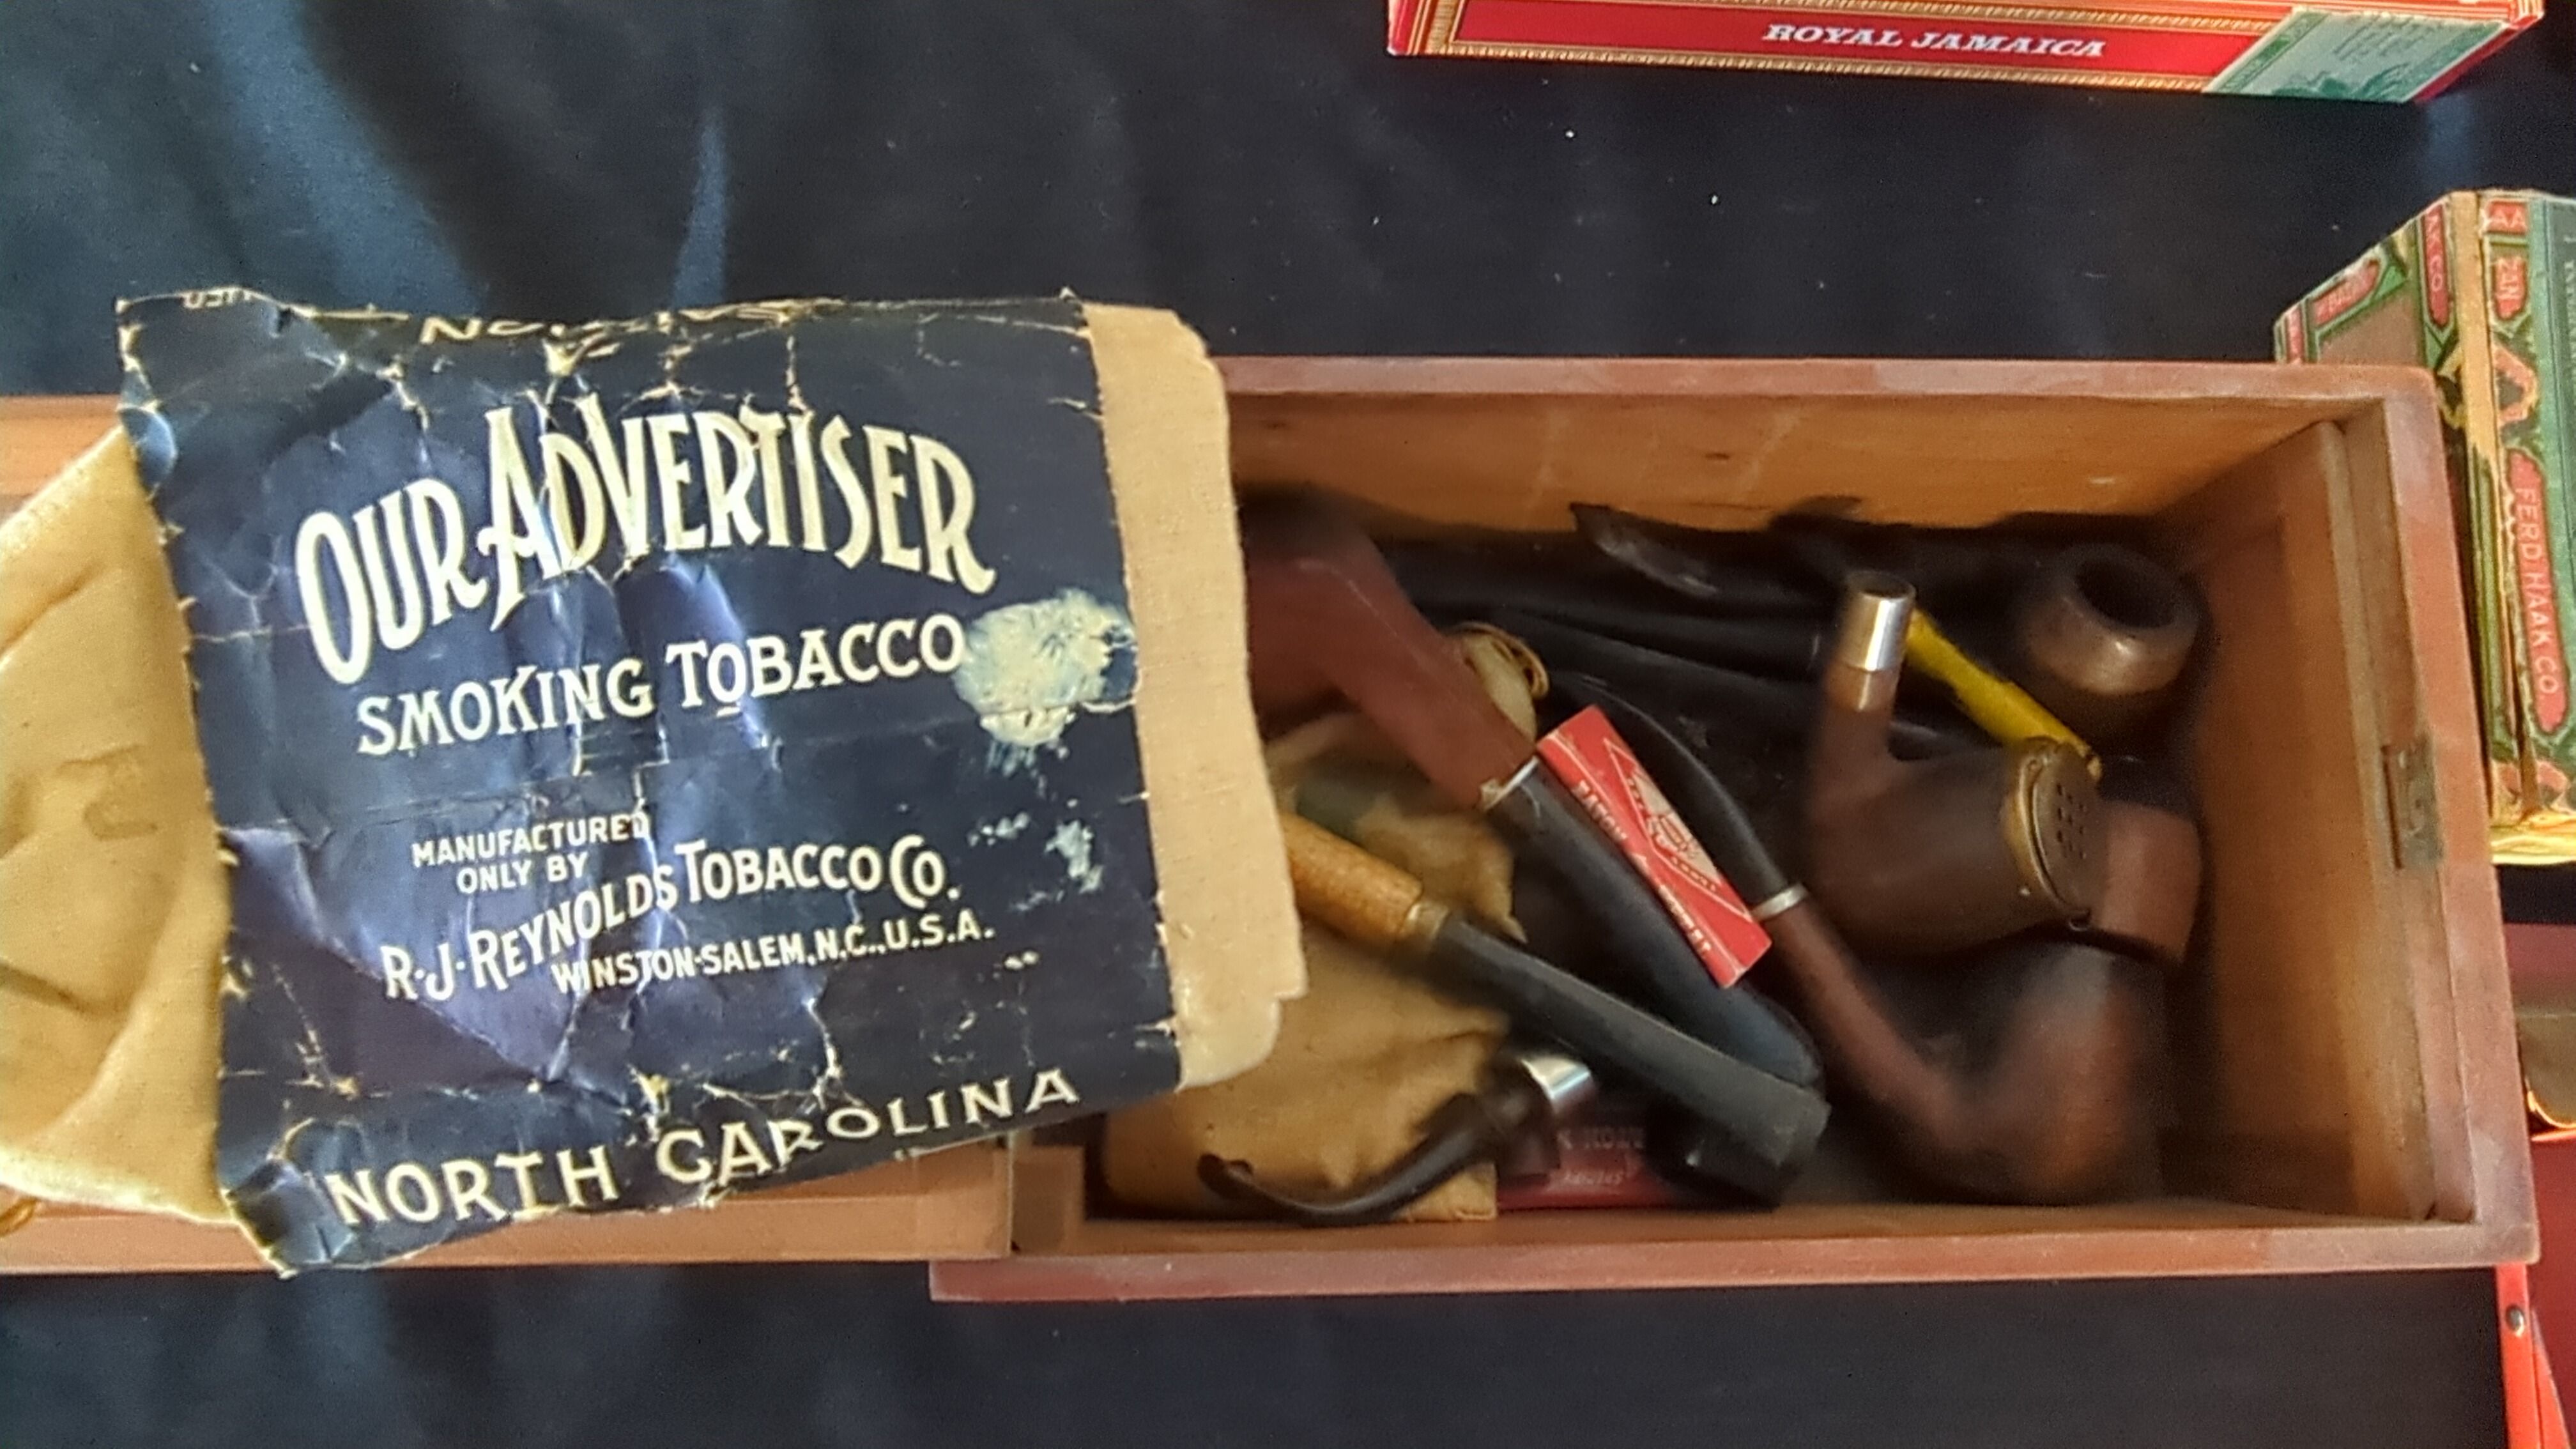 ROYAL JAMAICA
OUR ADVERTISER
SMOKING TOBACCO
MANUFACTURED
ONLY BY
R.J. REYNOLDS TOBACCO CO.
WINSTON-SALEM, N.C., U.S.A.
NORTH CAROLINA
FERD HAAK CO